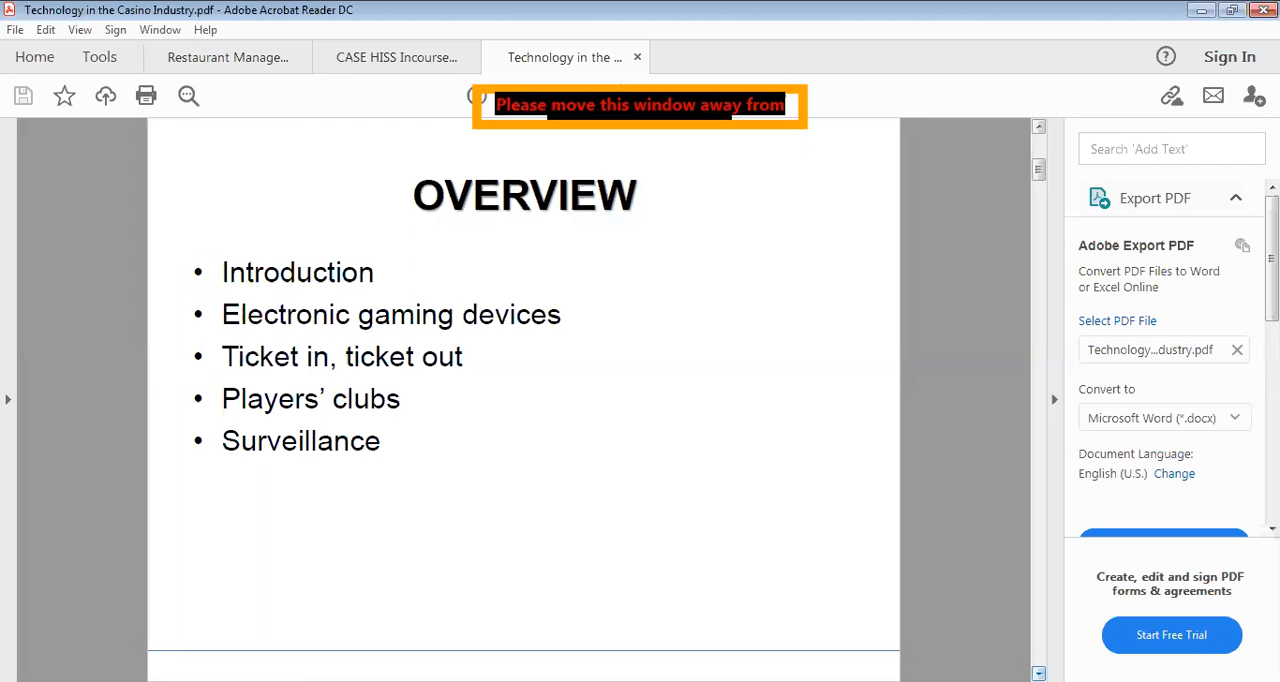 Technology in the Casino Industry.pdf - Adobe Acrobat Reader DC
File Edit View Sign Window Help
Home Tools Restaurant Manage... CASE HISS Incourse... Technology in the ... × Sign In
Please move this window away from
OVERVIEW
• Introduction
• Electronic gaming devices
• Ticket in, ticket out
• Players’ clubs
• Surveillance
Search 'Add Text'
Export PDF
Adobe Export PDF
Convert PDF Files to Word
or Excel Online
Select PDF File
Technology...dustry.pdf
Convert to
Microsoft Word (*.docx)
Document Language:
English (U.S.) Change
Create, edit and sign PDF
forms & agreements
Start Free Trial